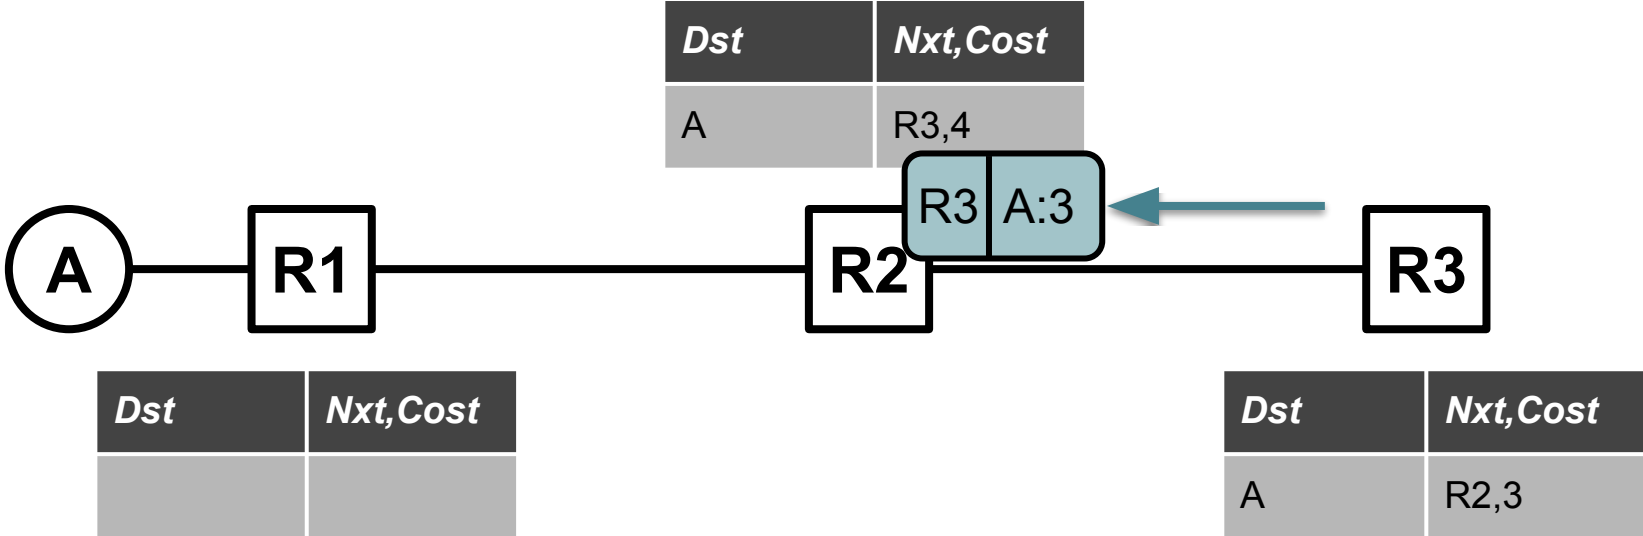 Dst Nxt,Cost
A R3,4
R3 A:3
A R1 R2 R3
Dst Nxt,Cost
Dst Nxt,Cost
A R2,3